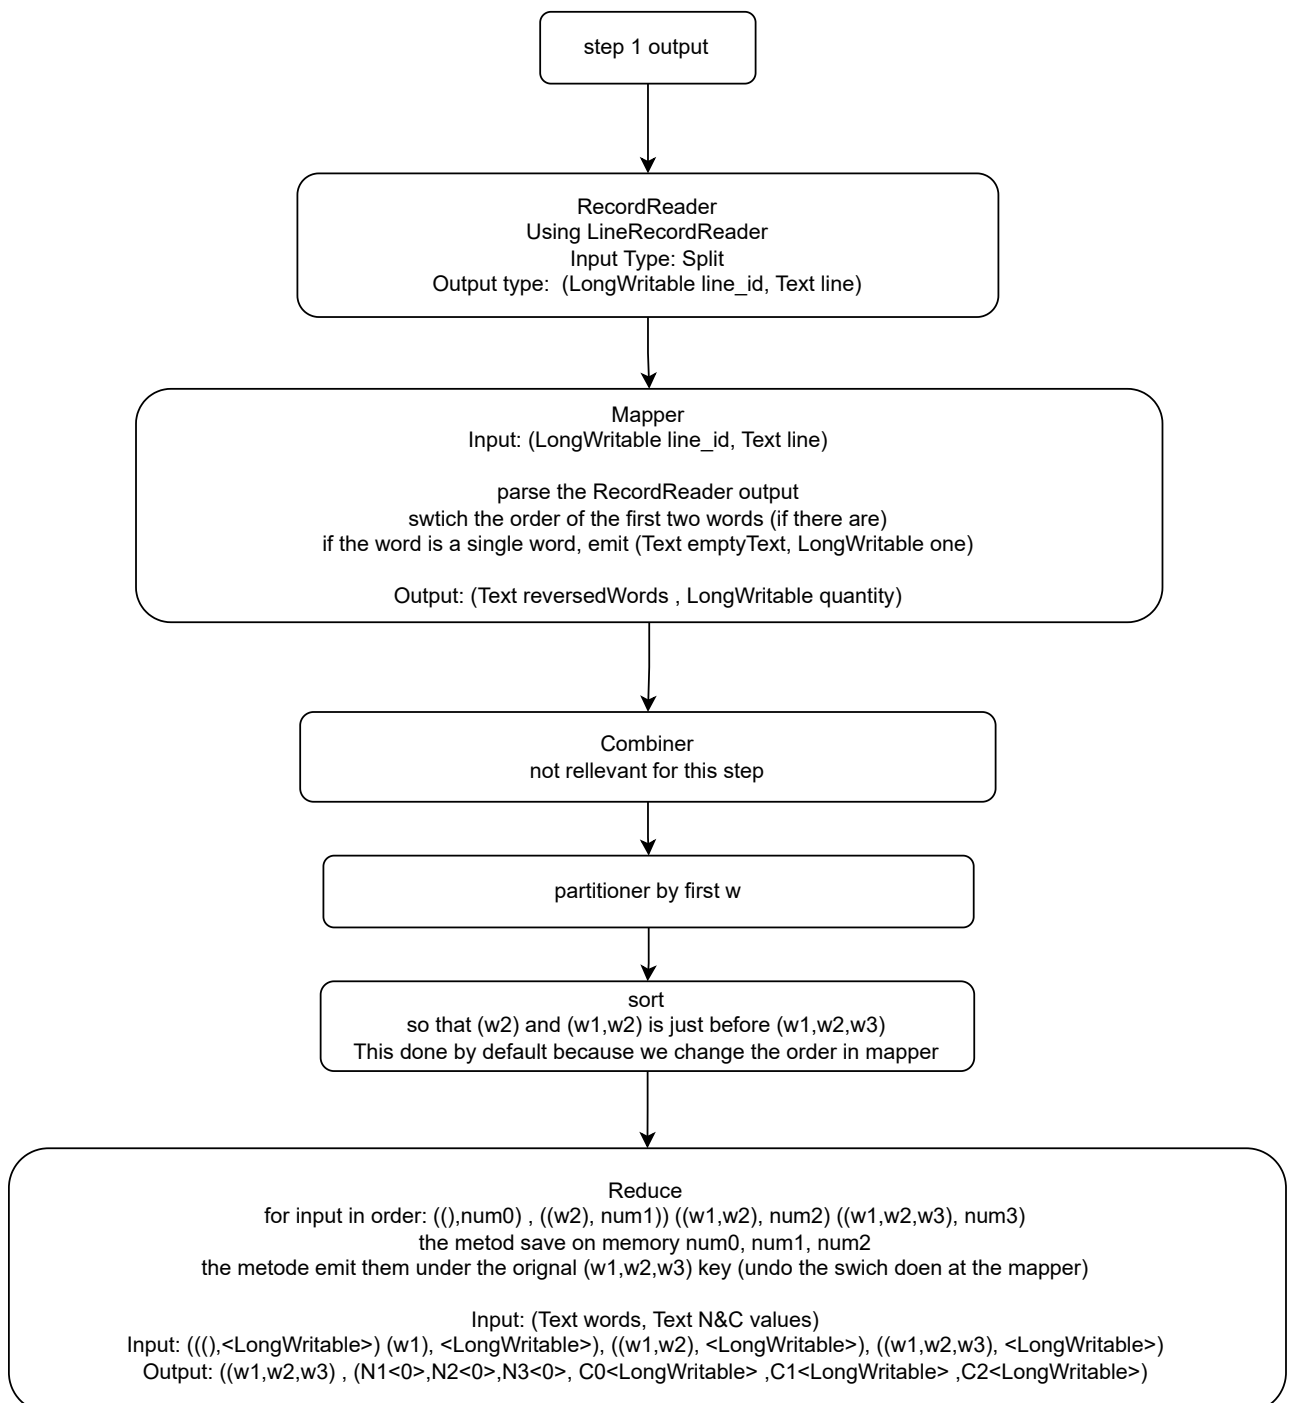 step 1 output
RecordReader
Using LineRecordReader
Input Type: Split
Output type:  (LongWritable line_id, Text line)
Mapper
Input: (LongWritable line_id, Text line)
parse the RecordReader output
swtich the order of the first two words (if there are)
if the word is a single word, emit (Text emptyText, LongWritable one)
Output: (Text reversedWords , LongWritable quantity)
Combiner
not rellevant for this step
partitioner by first w
sort
so that (w2) and (w1,w2) is just before (w1,w2,w3)
This done by default because we change the order in mapper
Reduce
for input in order: ((),num0) , ((w2), num1)) ((w1,w2), num2) ((w1,w2,w3), num3)
the metod save on memory num0, num1, num2
the metode emit them under the orignal (w1,w2,w3) key (undo the swich doen at the mapper)
Input: (Text words, Text N&C values)
Input: (((),<LongWritable>) (w1), <LongWritable>), ((w1,w2), <LongWritable>), ((w1,w2,w3), <LongWritable>)
Output: ((w1,w2,w3) , (N1<0>,N2<0>,N3<0>, C0<LongWritable> ,C1<LongWritable> ,C2<LongWritable>)